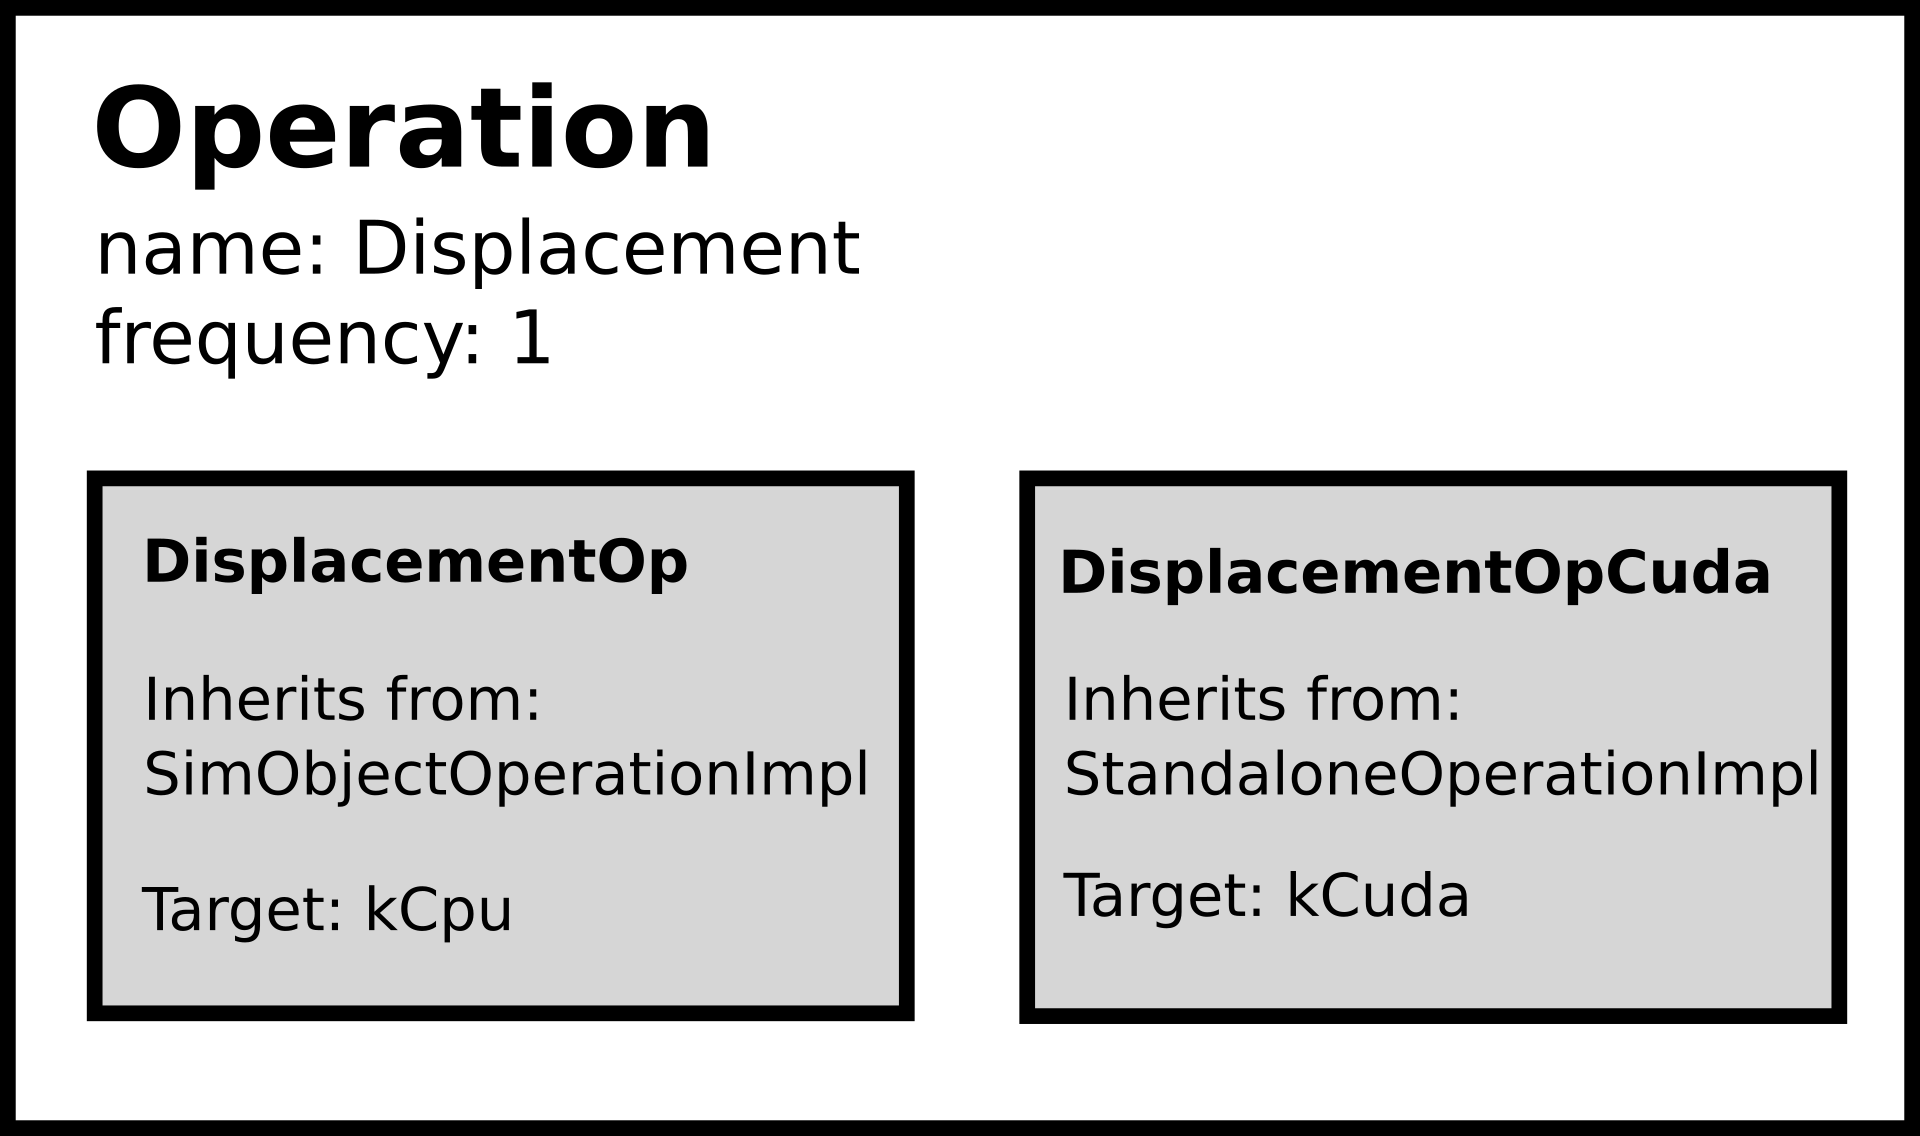 Operation
name: Displacement
frequency: 1
DisplacementOp
Inherits from:
SimObjectOperationImpl
Target: kCpu
DisplacementOpCuda
Inherits from:
StandaloneOperationImpl
Target: kCuda